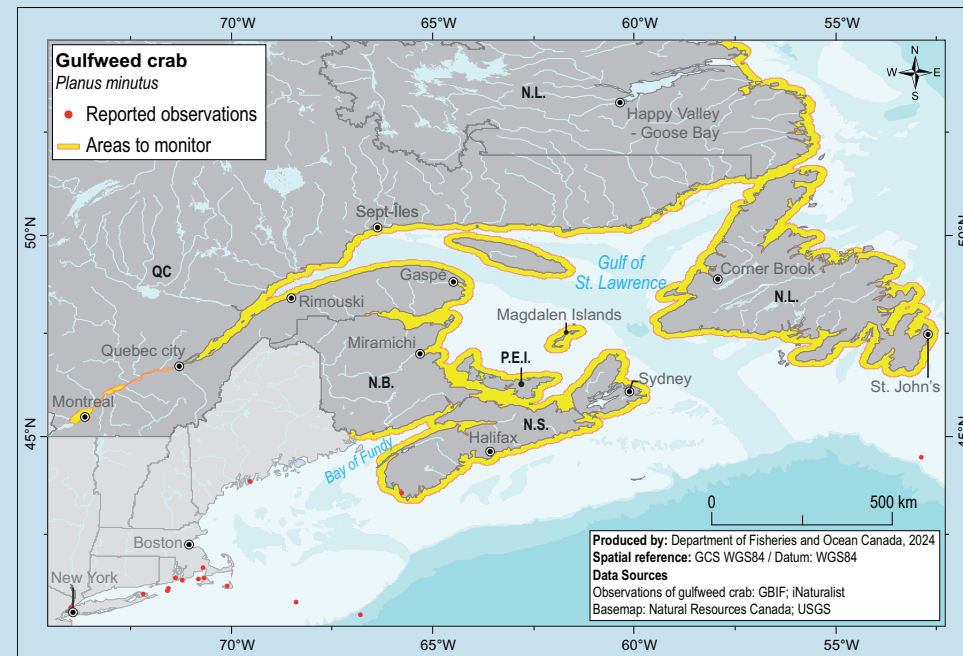 70°W
65°W
60°W
55°W
Gulfweed crab
Planus minutus
Reported observations
Areas to monitor
N
W
E
S
N.L.
Happy Valley
- Goose Bay
Sept-Îles
50°N
50°N
QC
Gulf of
St. Lawrence
Gaspé
Corner Brook
N.L.
Rimouski
Magdalen Islands
Quebec city
Miramichi
P.E.I.
N.B.
Sydney
St. John's
Montreal
N.S.
45°N
45°N
Halifax
Bay of Fundy
0
500 km
Boston
New York
Produced by: Department of Fisheries and Ocean Canada, 2024
Spatial reference: GCS WGS84 / Datum: WGS84
Data Sources
Observations of gulfweed crab: GBIF; iNaturalist
Basemap: Natural Resources Canada; USGS
70°W
65°W
60°W
55°W